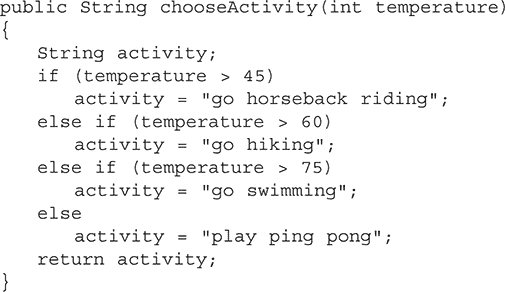 public String chooseActivity(int temperature)
{
   String activity;
   if (temperature > 45)
      activity = "go horseback riding";
   else if (temperature > 60)
      activity = "go hiking";
   else if (temperature > 75)
      activity = "go swimming";
   else
      activity = "play ping pong";
   return activity;
}